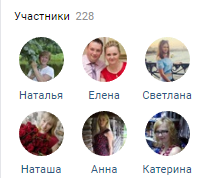 Участники 228
Наталья Елена Светлана
Наташа Анна Катерина